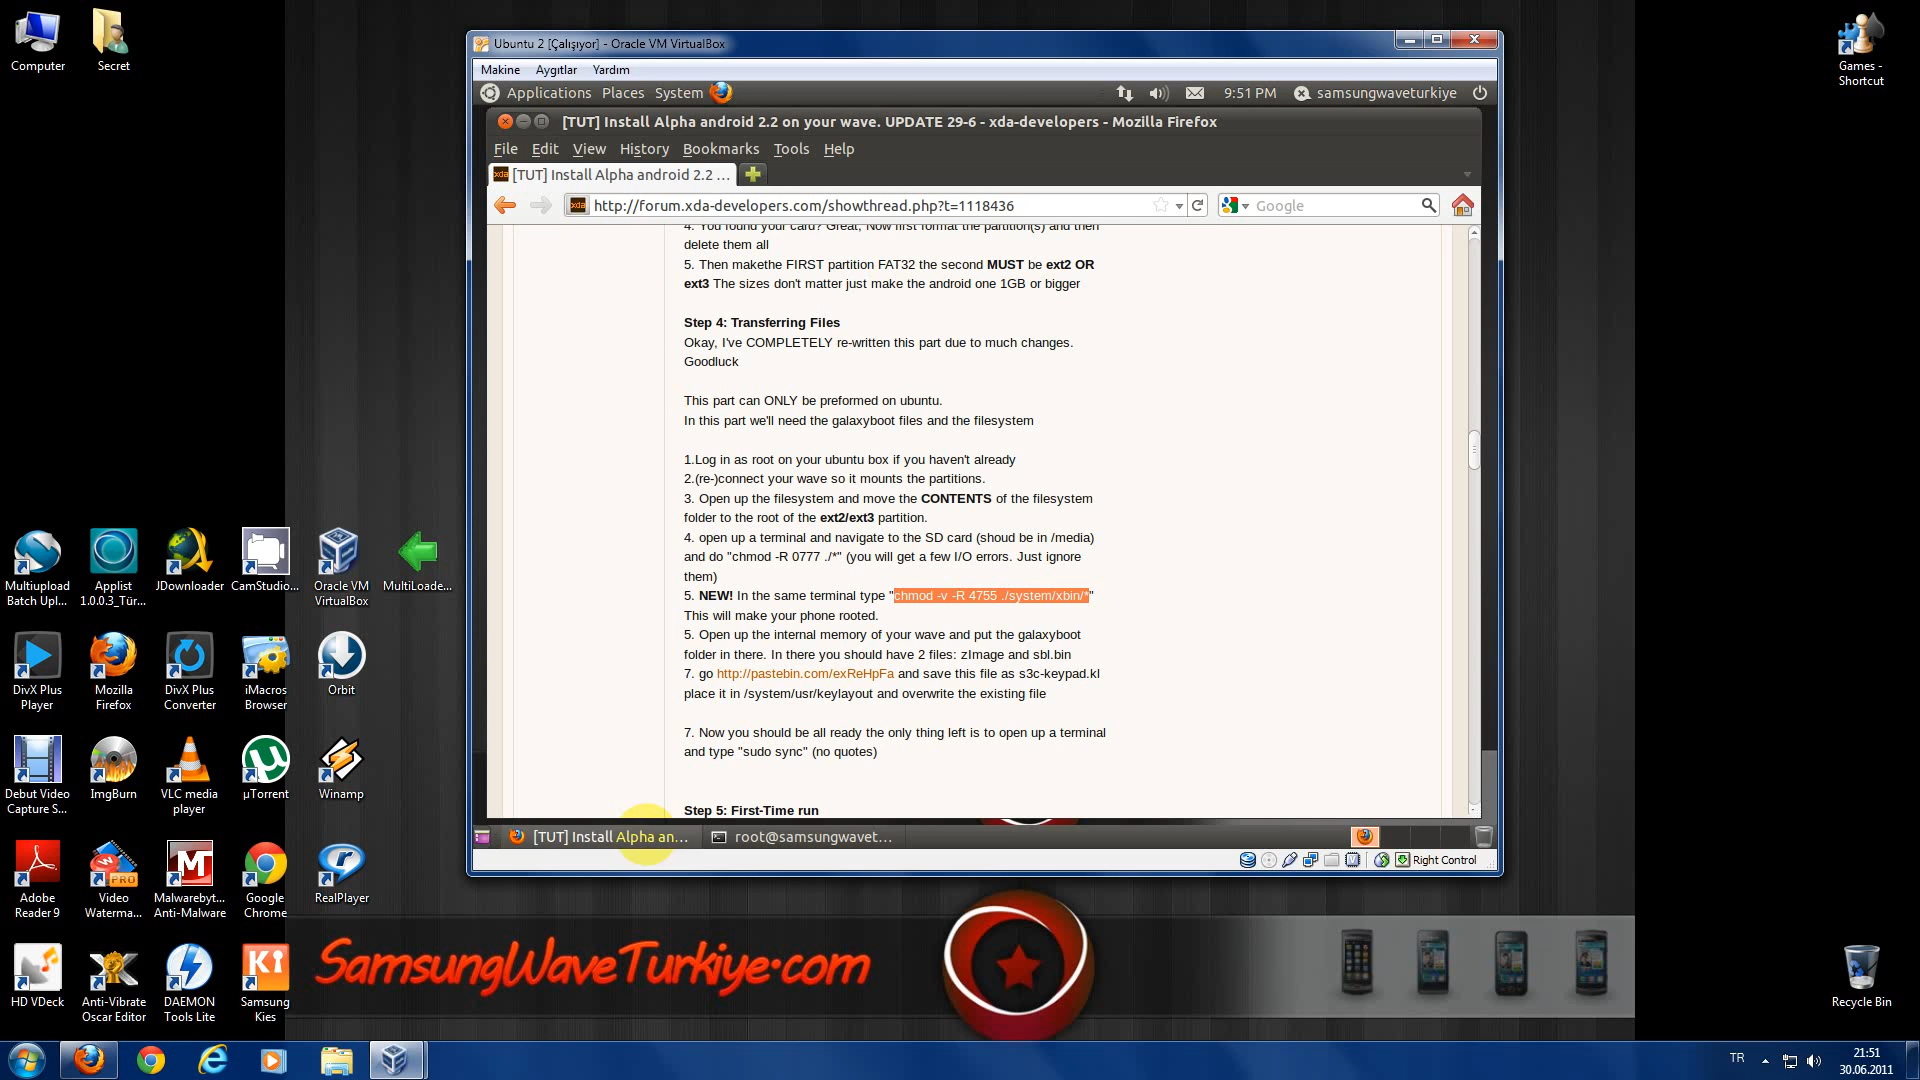 Computer
Secret
Games -
Shortcut
Ubuntu 2 [Çalışıyor] - Oracle VM VirtualBox
Makine Aygıtlar Yardım
Applications Places System
9:51 PM samsungwaveturkiye
[TUT] Install Alpha android 2.2 on your wave. UPDATE 29-6 - xda-developers - Mozilla Firefox
File Edit View History Bookmarks Tools Help
xda [TUT] Install Alpha android 2.2 ...
xda http://forum.xda-developers.com/showthread.php?t=1118436
Google
4. You found your card? Great, Now first format the partition(s) and then
delete them all
5. Then makethe FIRST partition FAT32 the second MUST be ext2 OR
ext3 The sizes don't matter just make the android one 1GB or bigger
Step 4: Transferring Files
Okay, I've COMPLETELY re-written this part due to much changes.
Goodluck
This part can ONLY be preformed on ubuntu.
In this part we'll need the galaxyboot files and the filesystem
1.Log in as root on your ubuntu box if you haven't already
2.(re-)connect your wave so it mounts the partitions.
3. Open up the filesystem and move the CONTENTS of the filesystem
folder to the root of the ext2/ext3 partition.
4. open up a terminal and navigate to the SD card (shoud be in /media)
and do "chmod -R 0777 ./*" (you will get a few I/O errors. Just ignore
them)
5. NEW! In the same terminal type "chmod -v -R 4755 ./system/xbin/*"
This will make your phone rooted.
5. Open up the internal memory of your wave and put the galaxyboot
folder in there. In there you should have 2 files: zImage and sbl.bin
7. go http://pastebin.com/exReHpFa and save this file as s3c-keypad.kl
place it in /system/usr/keylayout and overwrite the existing file
7. Now you should be all ready the only thing left is to open up a terminal
and type "sudo sync" (no quotes)
Step 5: First-Time run
[TUT] Install Alpha an...
root@samsungwavet...
Right Control
Multiupload
Batch Upl...
Applist
1.0.0.3_Tür...
JDownloader
CamStudio...
Oracle VM
VirtualBox
MultiLoade...
DivX Plus
Player
Mozilla
Firefox
DivX Plus
Converter
iMacros
Browser
Orbit
Debut Video
Capture S...
ImgBurn
VLC media
player
µTorrent
Winamp
Adobe
Reader 9
PRO
Video
Waterma...
Malwarebyt...
Anti-Malware
Google
Chrome
RealPlayer
HD VDeck
Anti-Vibrate
Oscar Editor
DAEMON
Tools Lite
Samsung
Kies
SamsungWaveTurkiye.com
Recycle Bin
TR
21:51
30.06.2011